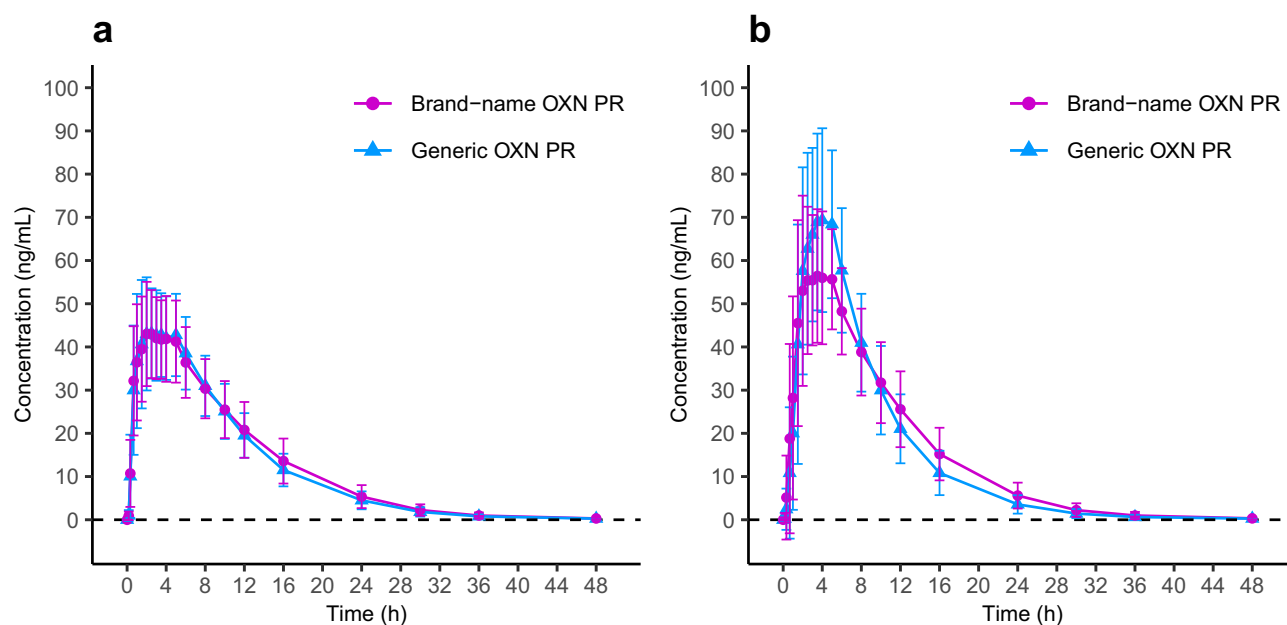 a
Concentration (ng/mL)
100
90
80
70
60
50
40
30
20
10
0
Brand−name OXN PR
Generic OXN PR
0 4 8 12 16 20 24 28 32 36 40 44 48
Time (h)
b
Concentration (ng/mL)
100
90
80
70
60
50
40
30
20
10
0
Brand−name OXN PR
Generic OXN PR
0 4 8 12 16 20 24 28 32 36 40 44 48
Time (h)